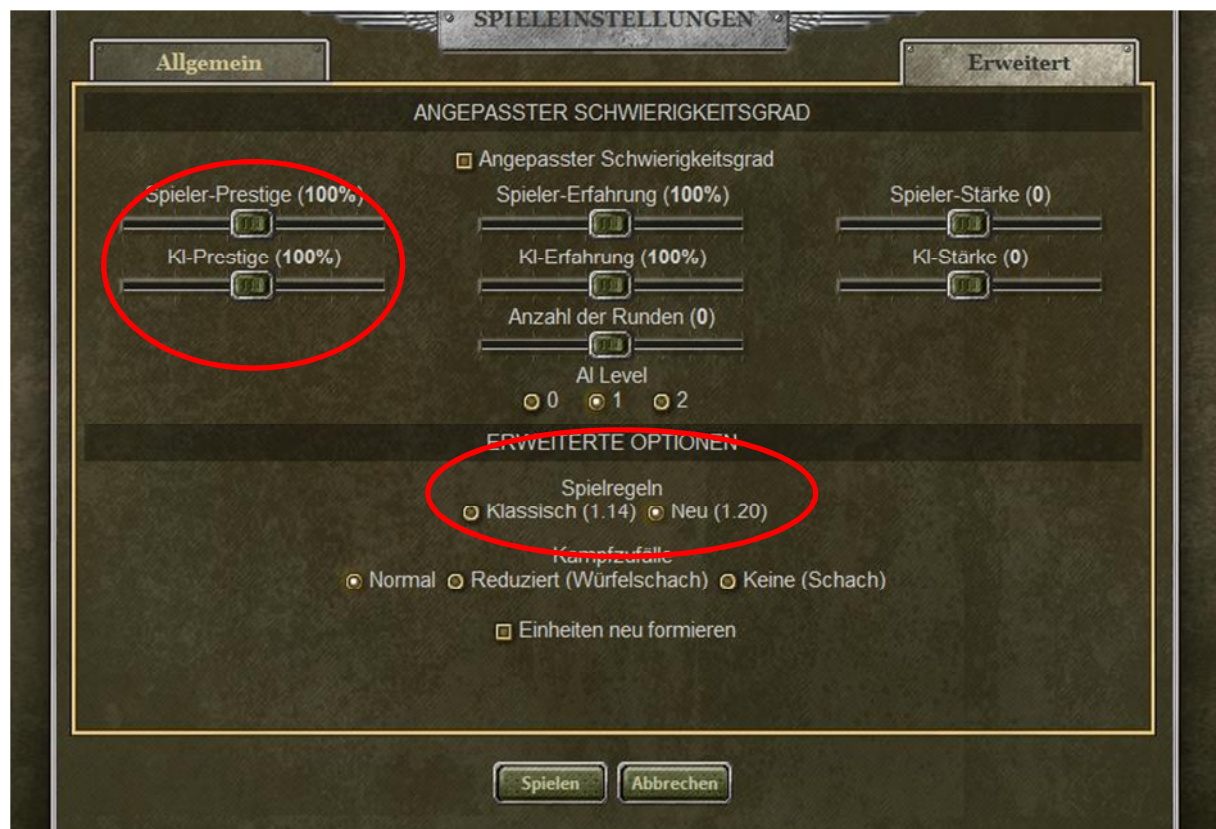 SPIELEINSTELLUNGEN
Allgemein
Erweitert
ANGEPASSTER SCHWIERIGKEITSGRAD
Angepasster Schwierigkeitsgrad
Spieler-Prestige (100%)
Spieler-Erfahrung (100%)
Spieler-Stärke (0)
KI-Prestige (100%)
KI-Erfahrung (100%)
KI-Stärke (0)
Anzahl der Runden (0)
AI Level
0 1 2
ERWEITERTE OPTIONEN
Spielregeln
Klassisch (1.14) Neu (1.20)
Kampfzufälle
Normal Reduziert (Würfelschach) Keine (Schach)
Einheiten neu formieren
Spielen
Abbrechen